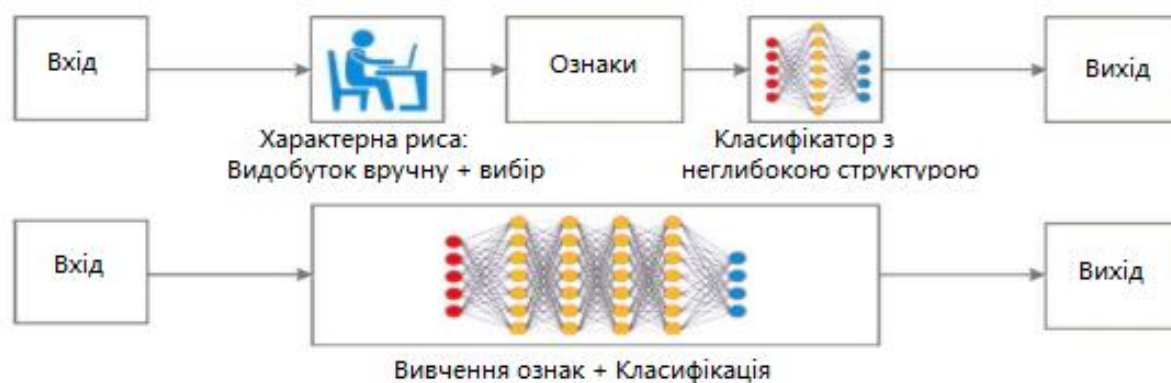 Вхід
Ознаки
Вихід
Характерна риса:
Видобуток вручну + вибір
Класифікатор з
неглибокою структурою
Вхід
Вихід
Вивчення ознак + Класифікація